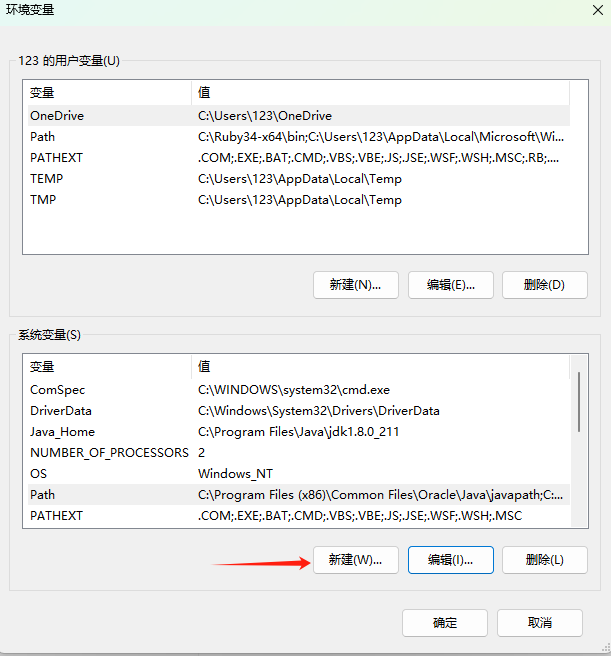 环境变量
123 的用户变量(U)
变量 值
OneDrive C:\Users\123\OneDrive
Path C:\Ruby34-x64\bin;C:\Users\123\AppData\Local\Microsoft\Wi...
PATHEXT .COM;.EXE;.BAT;.CMD;.VBS;.VBE;.JS;.JSE;.WSF;.WSH;.MSC;.RB;....
TEMP C:\Users\123\AppData\Local\Temp
TMP C:\Users\123\AppData\Local\Temp
新建(N)... 编辑(E)... 删除(D)
系统变量(S)
变量 值
ComSpec C:\WINDOWS\system32\cmd.exe
DriverData C:\Windows\System32\Drivers\DriverData
Java_Home C:\Program Files\Java\jdk1.8.0_211
NUMBER_OF_PROCESSORS 2
OS Windows_NT
Path C:\Program Files (x86)\Common Files\Oracle\Java\javapath;C:...
PATHEXT .COM;.EXE;.BAT;.CMD;.VBS;.VBE;.JS;.JSE;.WSF;.WSH;.MSC
新建(W)... 编辑(I)... 删除(L)
确定 取消